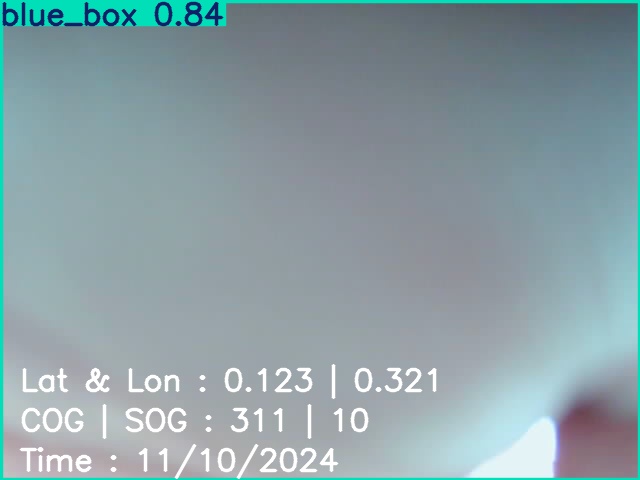 blue_box 0.84
Lat & Lon : 0.123 | 0.321
COG | SOG : 311 | 10
Time : 11/10/2024